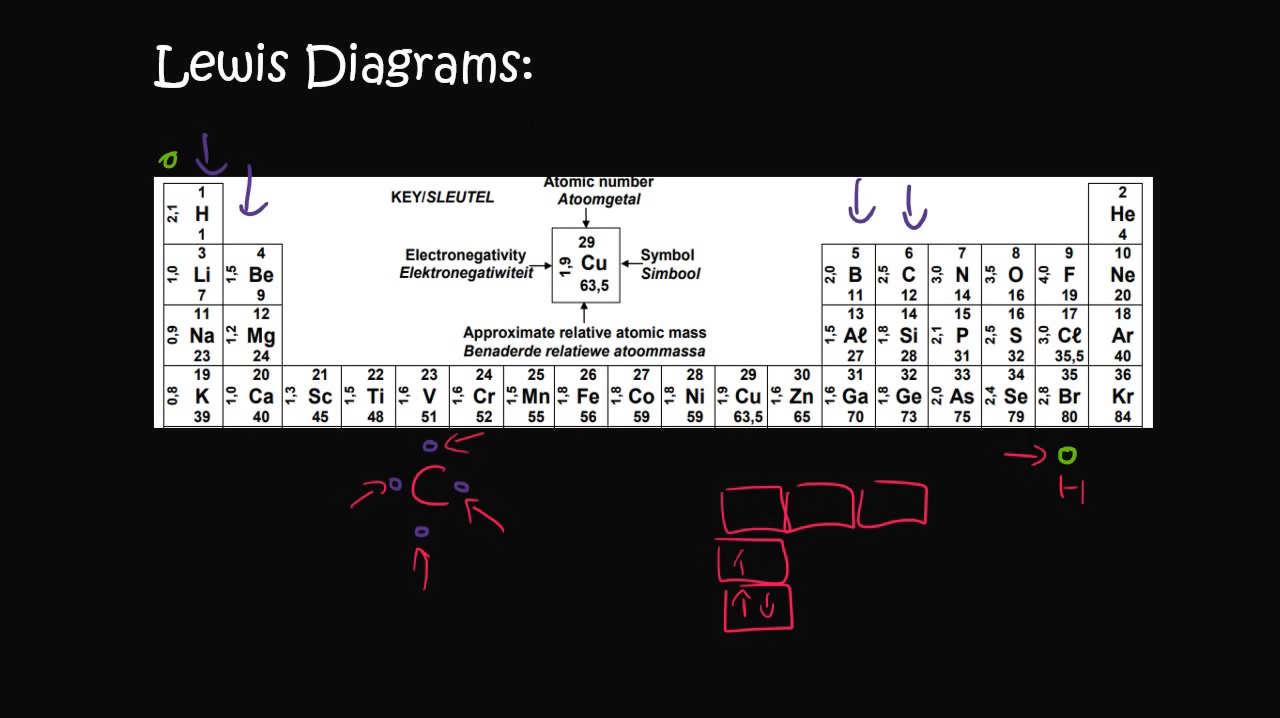 Lewis Diagrams:
KEY/SLEUTEL
Atomic number
Atoomgetal
Electronegativity
Elektronegatiwiteit
29
1,9 Cu
63,5
Symbol
Simbool
Approximate relative atomic mass
Benaderde relatiewe atoommassa
1 2
2,1 H He
1 4
3 4 5 6 7 8 9 10
1,0 Li 1,5 Be 2,0 B 2,5 C 3,0 N 3,5 O 4,0 F Ne
7 9 11 12 14 16 19 20
11 12 13 14 15 16 17 18
0,9 Na 1,2 Mg 1,5 Aℓ 1,8 Si 2,1 P 2,5 S 3,0 Cℓ Ar
23 24 27 28 31 32 35,5 40
19 20 21 22 23 24 25 26 27 28 29 30 31 32 33 34 35 36
0,8 K 1,0 Ca 1,3 Sc 1,5 Ti 1,6 V 1,6 Cr 1,5 Mn 1,8 Fe 1,8 Co 1,8 Ni 1,9 Cu 1,6 Zn 1,6 Ga 1,8 Ge 2,0 As 2,4 Se 2,8 Br Kr
39 40 45 48 51 52 55 56 59 59 63,5 65 70 73 75 79 80 84
C
H